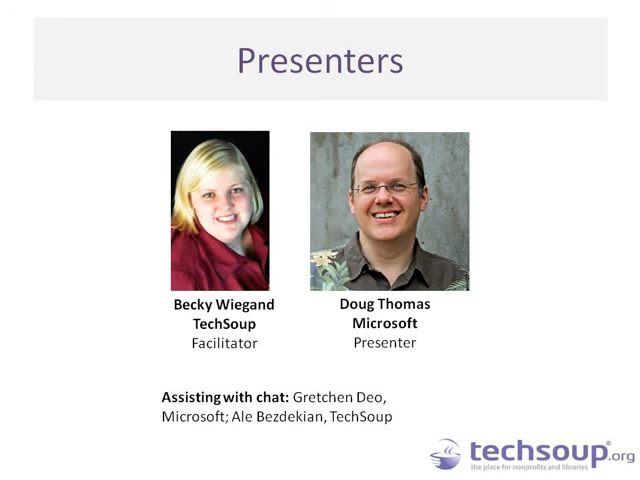 Presenters
Becky Wiegand
TechSoup
Facilitator
Doug Thomas
Microsoft
Presenter
Assisting with chat: Gretchen Deo,
Microsoft; Ale Bezdekian, TechSoup
techsoup®.org
the place for nonprofits and libraries